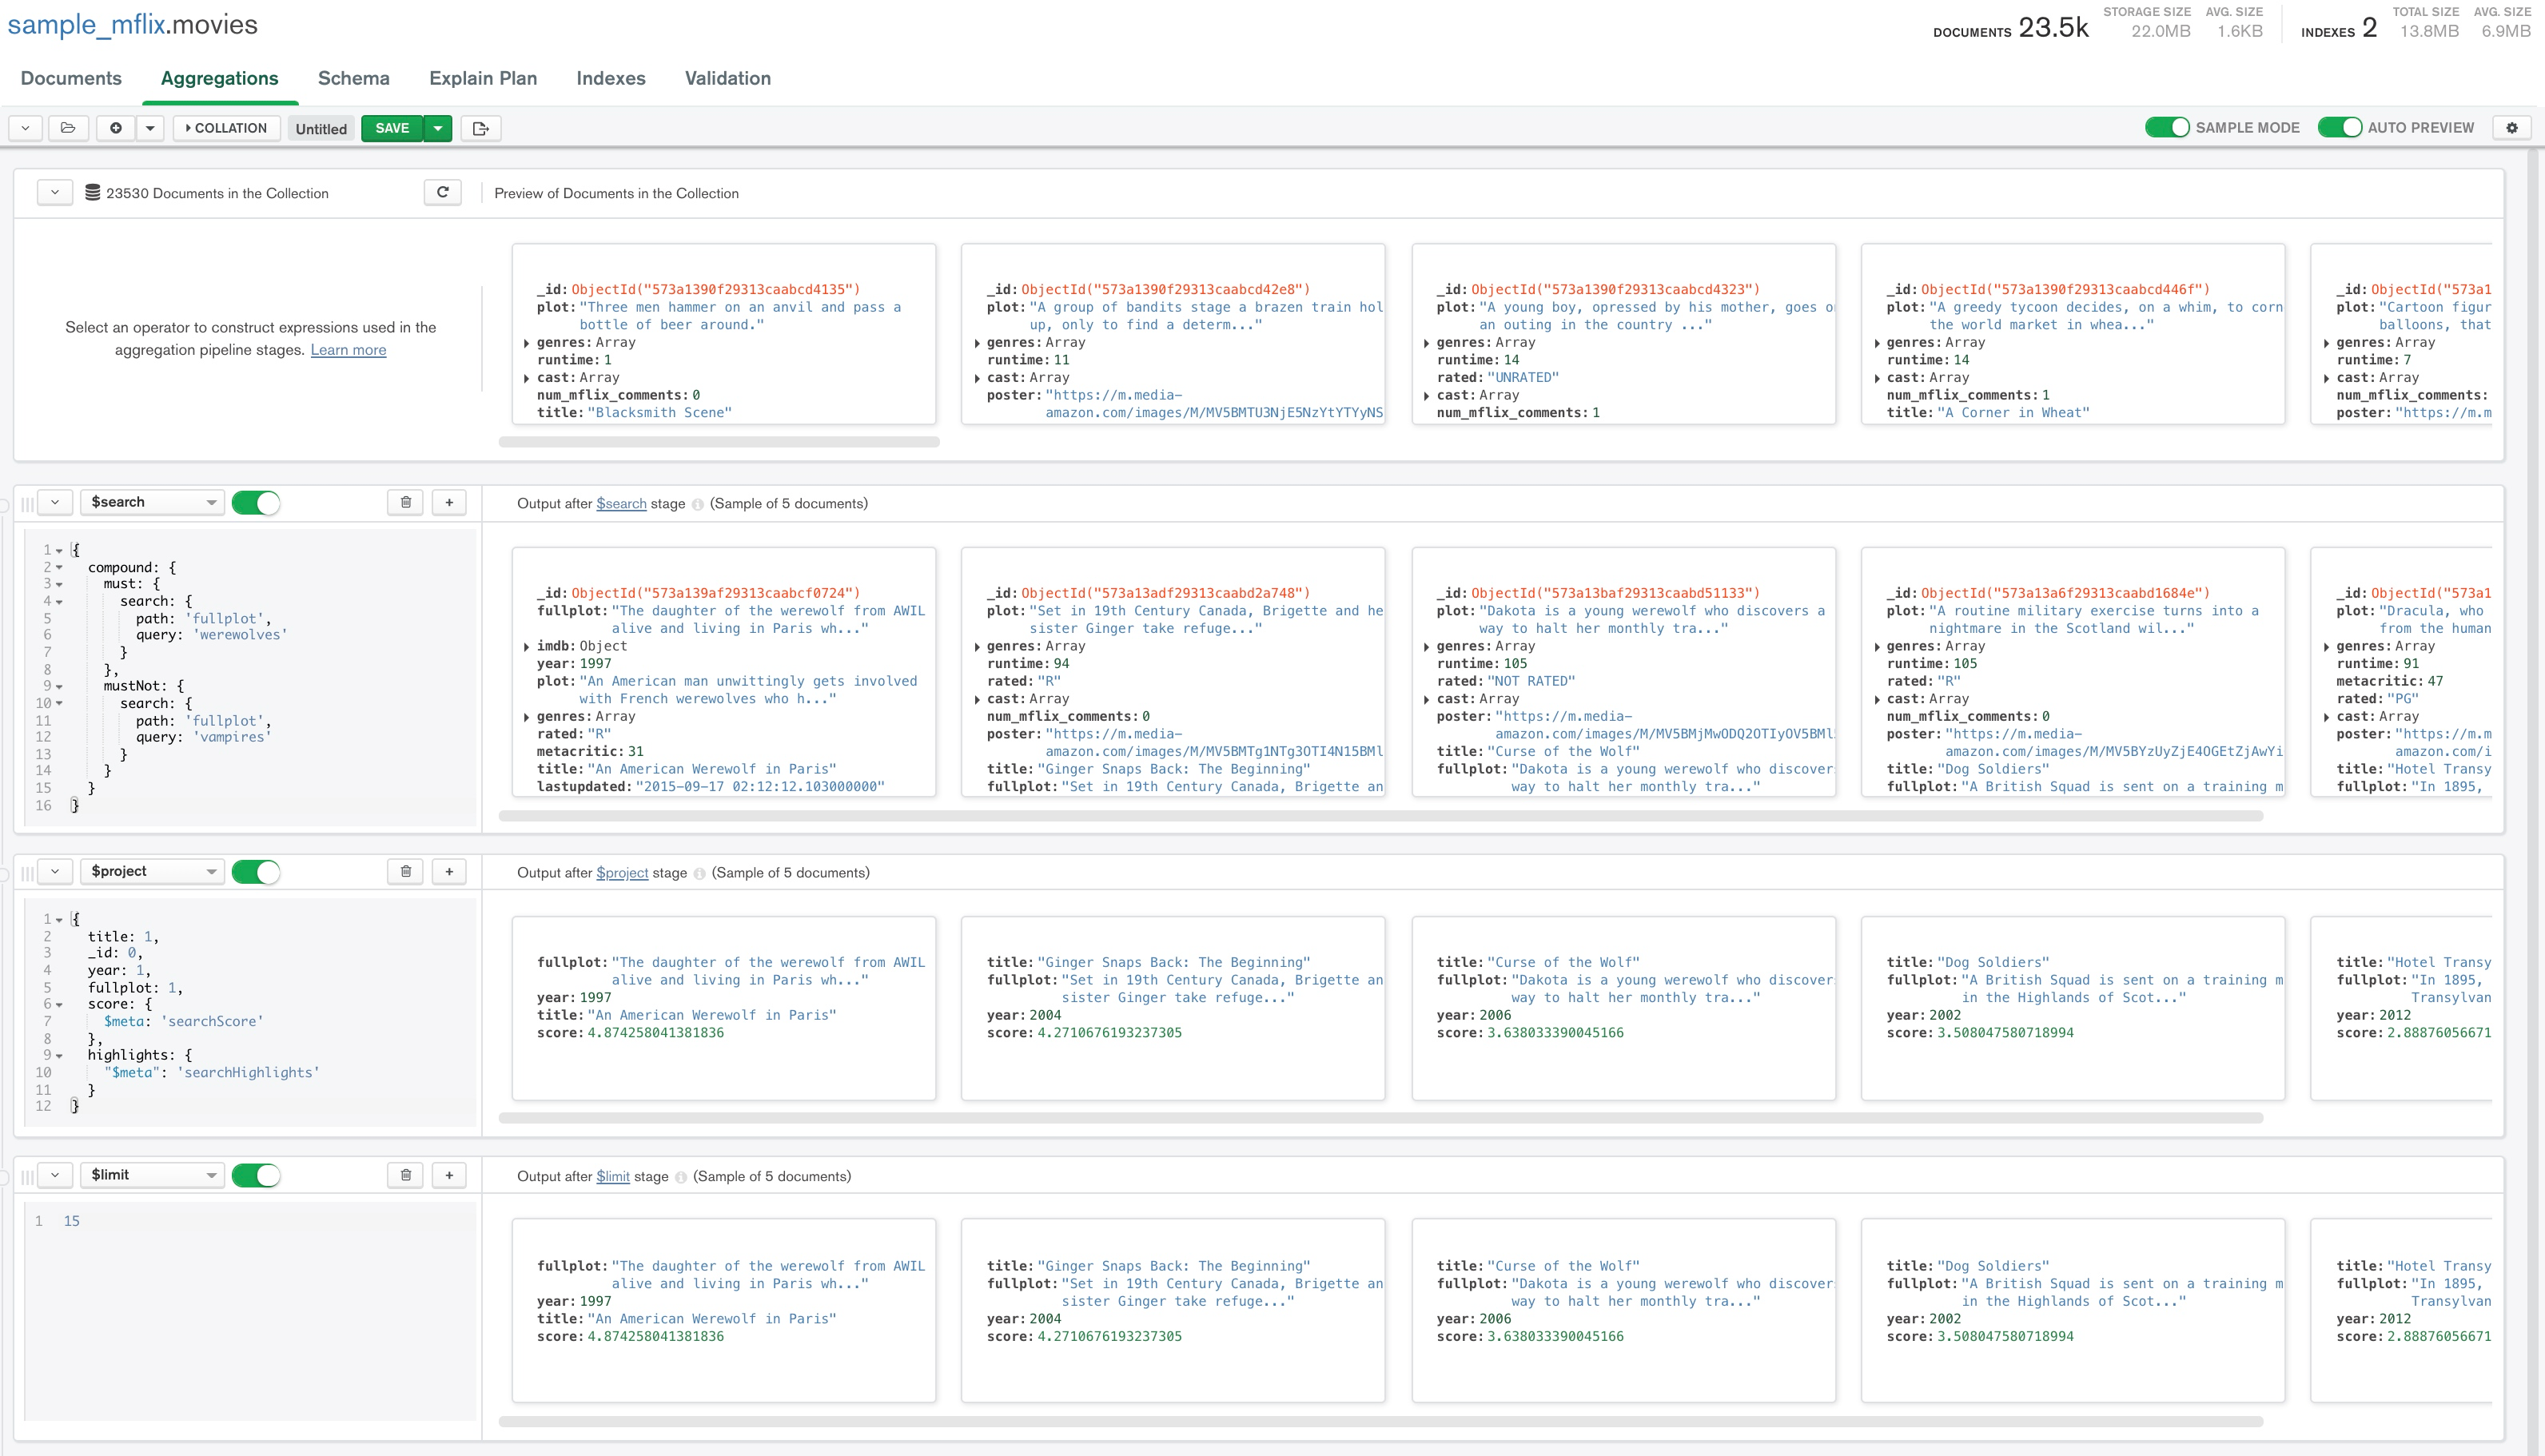 sample_mflix.movies
DOCUMENTS 23.5k STORAGE SIZE 22.0MB AVG. SIZE 1.6KB INDEXES 2 TOTAL SIZE 13.8MB AVG. SIZE 6.9MB
Documents Aggregations Schema Explain Plan Indexes Validation
COLLATION Untitled SAVE SAMPLE MODE AUTO PREVIEW
23530 Documents in the Collection Preview of Documents in the Collection
Select an operator to construct expressions used in the
aggregation pipeline stages. Learn more
_id: ObjectId("573a1390f29313caabcd4135")
plot: "Three men hammer on an anvil and pass a
bottle of beer around."
genres: Array
runtime: 1
cast: Array
num_mflix_comments: 0
title: "Blacksmith Scene"
_id: ObjectId("573a1390f29313caabcd42e8")
plot: "A group of bandits stage a brazen train hol
up, only to find a determ..."
genres: Array
runtime: 11
cast: Array
poster: "https://m.media-
amazon.com/images/M/MV5BMTU3NjE5NzYtYTYyNS
_id: ObjectId("573a1390f29313caabcd4323")
plot: "A young boy, opressed by his mother, goes o
an outing in the country ..."
genres: Array
runtime: 14
rated: "UNRATED"
cast: Array
num_mflix_comments: 1
_id: ObjectId("573a1390f29313caabcd446f")
plot: "A greedy tycoon decides, on a whim, to corn
the world market in whea..."
genres: Array
runtime: 14
cast: Array
num_mflix_comments: 1
title: "A Corner in Wheat"
_id: ObjectId("573a1
plot: "Cartoon figur
balloons, that
genres: Array
runtime: 7
cast: Array
num_mflix_comments:
poster: "https://m.m
$search
Output after $search stage (Sample of 5 documents)
1 {
2 compound: {
3 must: {
4 search: {
5 path: 'fullplot',
6 query: 'werewolves'
7 }
8 },
9 mustNot: {
10 search: {
11 path: 'fullplot',
12 query: 'vampires'
13 }
14 }
15 }
16 }
_id: ObjectId("573a139af29313caabcf0724")
fullplot: "The daughter of the werewolf from AWIL
alive and living in Paris wh..."
imdb: Object
year: 1997
plot: "An American man unwittingly gets involved
with French werewolves who h..."
genres: Array
rated: "R"
metacritic: 31
title: "An American Werewolf in Paris"
lastupdated: "2015-09-17 02:12:12.103000000"
_id: ObjectId("573a13adf29313caabd2a748")
plot: "Set in 19th Century Canada, Brigette and he
sister Ginger take refuge..."
genres: Array
runtime: 94
rated: "R"
cast: Array
num_mflix_comments: 0
poster: "https://m.media-
amazon.com/images/M/MV5BMTg1NTg3OTI4N15BMl
title: "Ginger Snaps Back: The Beginning"
fullplot: "Set in 19th Century Canada, Brigette an
_id: ObjectId("573a13baf29313caabd51133")
plot: "Dakota is a young werewolf who discovers a
way to halt her monthly tra..."
genres: Array
runtime: 105
rated: "NOT RATED"
cast: Array
poster: "https://m.media-
amazon.com/images/M/MV5BMjMwODQ2OTIyOV5BMl
title: "Curse of the Wolf"
fullplot: "Dakota is a young werewolf who discover
way to halt her monthly tra..."
_id: ObjectId("573a13a6f29313caabd1684e")
plot: "A routine military exercise turns into a
nightmare in the Scotland wil..."
genres: Array
runtime: 105
rated: "R"
cast: Array
num_mflix_comments: 0
poster: "https://m.media-
amazon.com/images/M/MV5BYzUyZjE4OGEtZjAwYi
title: "Dog Soldiers"
fullplot: "A British Squad is sent on a training m
_id: ObjectId("573a1
plot: "Dracula, who
from the human
genres: Array
runtime: 91
metacritic: 47
rated: "PG"
cast: Array
poster: "https://m.m
amazon.com/i
title: "Hotel Transy
fullplot: "In 1895,
$project
Output after $project stage (Sample of 5 documents)
1 {
2 title: 1,
3 _id: 0,
4 year: 1,
5 fullplot: 1,
6 score: {
7 $meta: 'searchScore'
8 },
9 highlights: {
10 "$meta": 'searchHighlights'
11 }
12 }
fullplot: "The daughter of the werewolf from AWIL
alive and living in Paris wh..."
year: 1997
title: "An American Werewolf in Paris"
score: 4.874258041381836
title: "Ginger Snaps Back: The Beginning"
fullplot: "Set in 19th Century Canada, Brigette an
sister Ginger take refuge..."
year: 2004
score: 4.2710676193237305
title: "Curse of the Wolf"
fullplot: "Dakota is a young werewolf who discover
way to halt her monthly tra..."
year: 2006
score: 3.638033390045166
title: "Dog Soldiers"
fullplot: "A British Squad is sent on a training m
in the Highlands of Scot..."
year: 2002
score: 3.508047580718994
title: "Hotel Transy
fullplot: "In 1895,
Transylvan
year: 2012
score: 2.88876056671
$limit
Output after $limit stage (Sample of 5 documents)
1 15
fullplot: "The daughter of the werewolf from AWIL
alive and living in Paris wh..."
year: 1997
title: "An American Werewolf in Paris"
score: 4.874258041381836
title: "Ginger Snaps Back: The Beginning"
fullplot: "Set in 19th Century Canada, Brigette an
sister Ginger take refuge..."
year: 2004
score: 4.2710676193237305
title: "Curse of the Wolf"
fullplot: "Dakota is a young werewolf who discover
way to halt her monthly tra..."
year: 2006
score: 3.638033390045166
title: "Dog Soldiers"
fullplot: "A British Squad is sent on a training m
in the Highlands of Scot..."
year: 2002
score: 3.508047580718994
title: "Hotel Transy
fullplot: "In 1895,
Transylvan
year: 2012
score: 2.88876056671